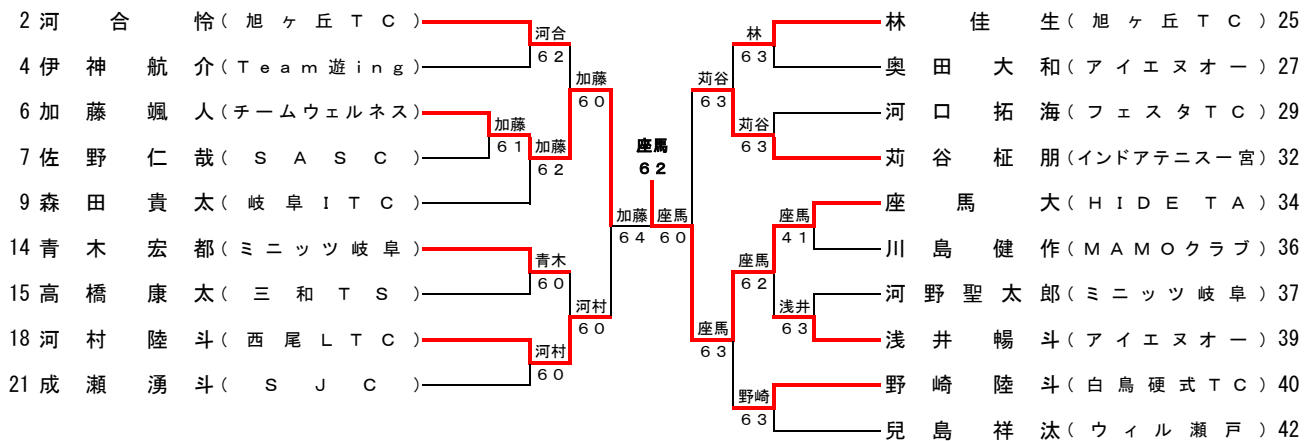 2 河合怜(旭ヶ丘TC)
4 伊神航介(Team遊ing)
6 加藤颯人(チームウェルネス)
7 佐野仁哉(SASC)
9 森田貴太(岐阜ITC)
14 青木宏都(ミニッツ岐阜)
15 高橋康太(三和TS)
18 河村陸斗(西尾LTC)
21 成瀬湧斗(SJC)
河合
62
加藤
61
加藤
62
青木
60
河村
60
加藤
60
河村
60
加藤
64
座馬
62
座馬
60
苅谷
63
座馬
63
林
63
苅谷
63
座馬
62
野崎
63
座馬
41
浅井
63
林佳生(旭ヶ丘TC) 25
奥田大和(アイエヌオー) 27
河口拓海(フェスタTC) 29
苅谷柾朋(インドアテニス一宮) 32
座馬大(HIDE TA) 34
川島健作(MAMOクラブ) 36
河野聖太郎(ミニッツ岐阜) 37
浅井暢斗(アイエヌオー) 39
野崎陸斗(白鳥硬式TC) 40
兒島祥汰(ウィル瀬戸) 42